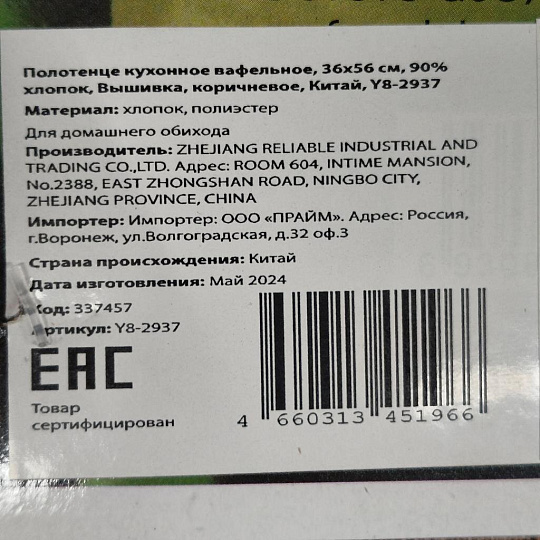 Полотенце кухонное вафельное, 36x56 см, 90%
хлопок, Вышивка, коричневое, Китай, Y8-2937
Материал: хлопок, полиэстер
Для домашнего обихода
Производитель: ZHEJIANG RELIABLE INDUSTRIAL AND
TRADING CO.,LTD. Адрес: ROOM 604, INTIME MANSION,
No.2388, EAST ZHONGSHAN ROAD, NINGBO CITY,
ZHEJIANG PROVINCE, CHINA
Импортер: Импортер: ООО «ПРАЙМ». Адрес: Россия,
г.Воронеж, ул.Волгоградская, д.32 оф.3
Страна происхождения: Китай
Дата изготовления: Май 2024
Код: 337457
Артикул: Y8-2937
EAC
Товар
сертифицирован
4 660313 451966